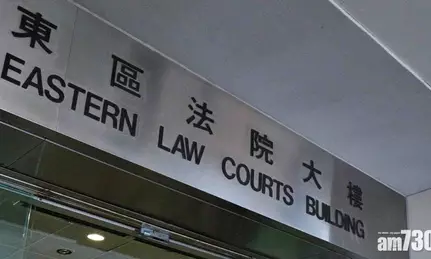 東區法院大樓
EASTERN LAW COURTS BUILDING
am730